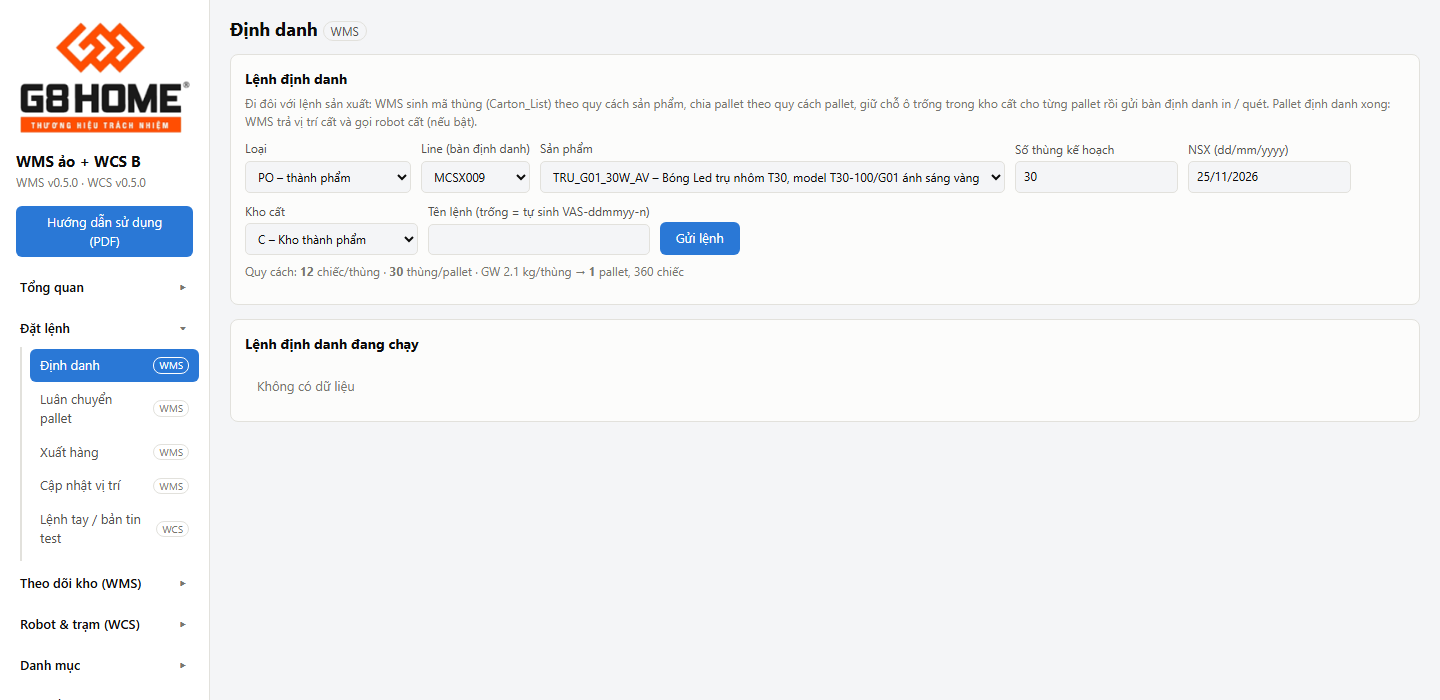 G8HOME®
THƯƠNG HIỆU TRÁCH NHIỆM
WMS ảo + WCS B
WMS v0.5.0 · WCS v0.5.0
Hướng dẫn sử dụng
(PDF)
Tổng quan
Đặt lệnh
Định danh WMS
Luân chuyển
pallet WMS
Xuất hàng WMS
Cập nhật vị trí WMS
Lệnh tay / bản tin
test WCS
Theo dõi kho (WMS)
Robot & trạm (WCS)
Danh mục
Định danh WMS
Lệnh định danh
Đi đôi với lệnh sản xuất: WMS sinh mã thùng (Carton_List) theo quy cách sản phẩm, chia pallet theo quy cách pallet, giữ chỗ ô trống trong kho cất cho từng pallet rồi gửi bàn định danh in / quét. Pallet định danh xong:
WMS trả vị trí cất và gọi robot cất (nếu bật).
Loại Line (bàn định danh) Sản phẩm Số thùng kế hoạch NSX (dd/mm/yyyy)
PO – thành phẩm MCSX009 TRU_G01_30W_AV – Bóng Led trụ nhôm T30, model T30-100/G01 ánh sáng vàng 30 25/11/2026
Kho cất Tên lệnh (trống = tự sinh VAS-ddmmyy-n)
C – Kho thành phẩm Gửi lệnh
Quy cách: 12 chiếc/thùng · 30 thùng/pallet · GW 2.1 kg/thùng → 1 pallet, 360 chiếc
Lệnh định danh đang chạy
Không có dữ liệu